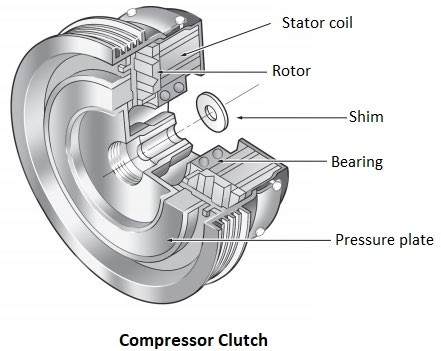 Stator coil
Rotor
Shim
Bearing
Pressure plate
Compressor Clutch